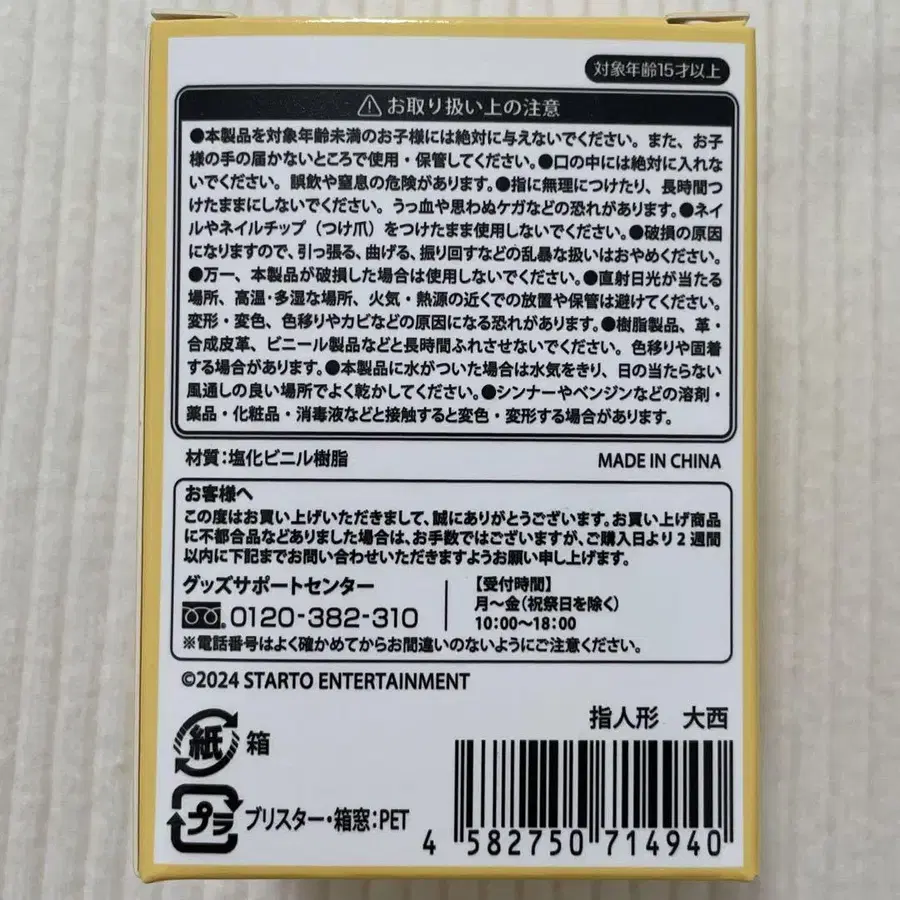 対象年齢15才以上
お取り扱い上の注意
●本製品を対象年齢未満のお子様には絶対に与えないでください。また、お子
様の手の届かないところで使用・保管してください。●口の中には絶対に入れな
いでください。誤飲や窒息の危険があります。●指に無理につけたり、長時間つ
けたままにしないでください。うっ血や思わぬケガなどの恐れがあります。●ネイ
ルやネイルチップ（つけ爪）をつけたまま使用しないでください。●破損の原因
になりますので、引っ張る、曲げる、振り回すなどの乱暴な扱いはおやめください。
●万一、本製品が破損した場合は使用しないでください。●直射日光が当たる
場所、高温・多湿な場所、火気・熱源の近くでの放置や保管は避けてください。
変形・変色、色移りやカビなどの原因になる恐れがあります。●樹脂製品、革・
合成皮革、ビニール製品などと長時間ふれさせないでください。色移りや固着
する場合があります。●本製品に水がついた場合は水気をきり、日の当たらない
風通しの良い場所でよく乾かしてください。●シンナーやベンジンなどの溶剤・
薬品・化粧品・消毒液などと接触すると変色・変形する場合があります。
材質：塩化ビニル樹脂
MADE IN CHINA
お客様へ
この度はお買い上げいただきまして、誠にありがとうございます。お買い上げ商品
に不都合品などありました場合は、お手数ではございますが、ご購入日より2週間
以内に下記までお問い合わせいただきますようお願い申し上げます。
グッズサポートセンター
0120-382-310
【受付時間】
月〜金（祝祭日を除く）
10:00〜18:00
※電話番号はよく確かめてからお間違いのないようにご注意ください。
©2024 STARTO ENTERTAINMENT
指人形 大西
紙 箱
プラ ブリスター・箱窓：PET
4 582750 714940